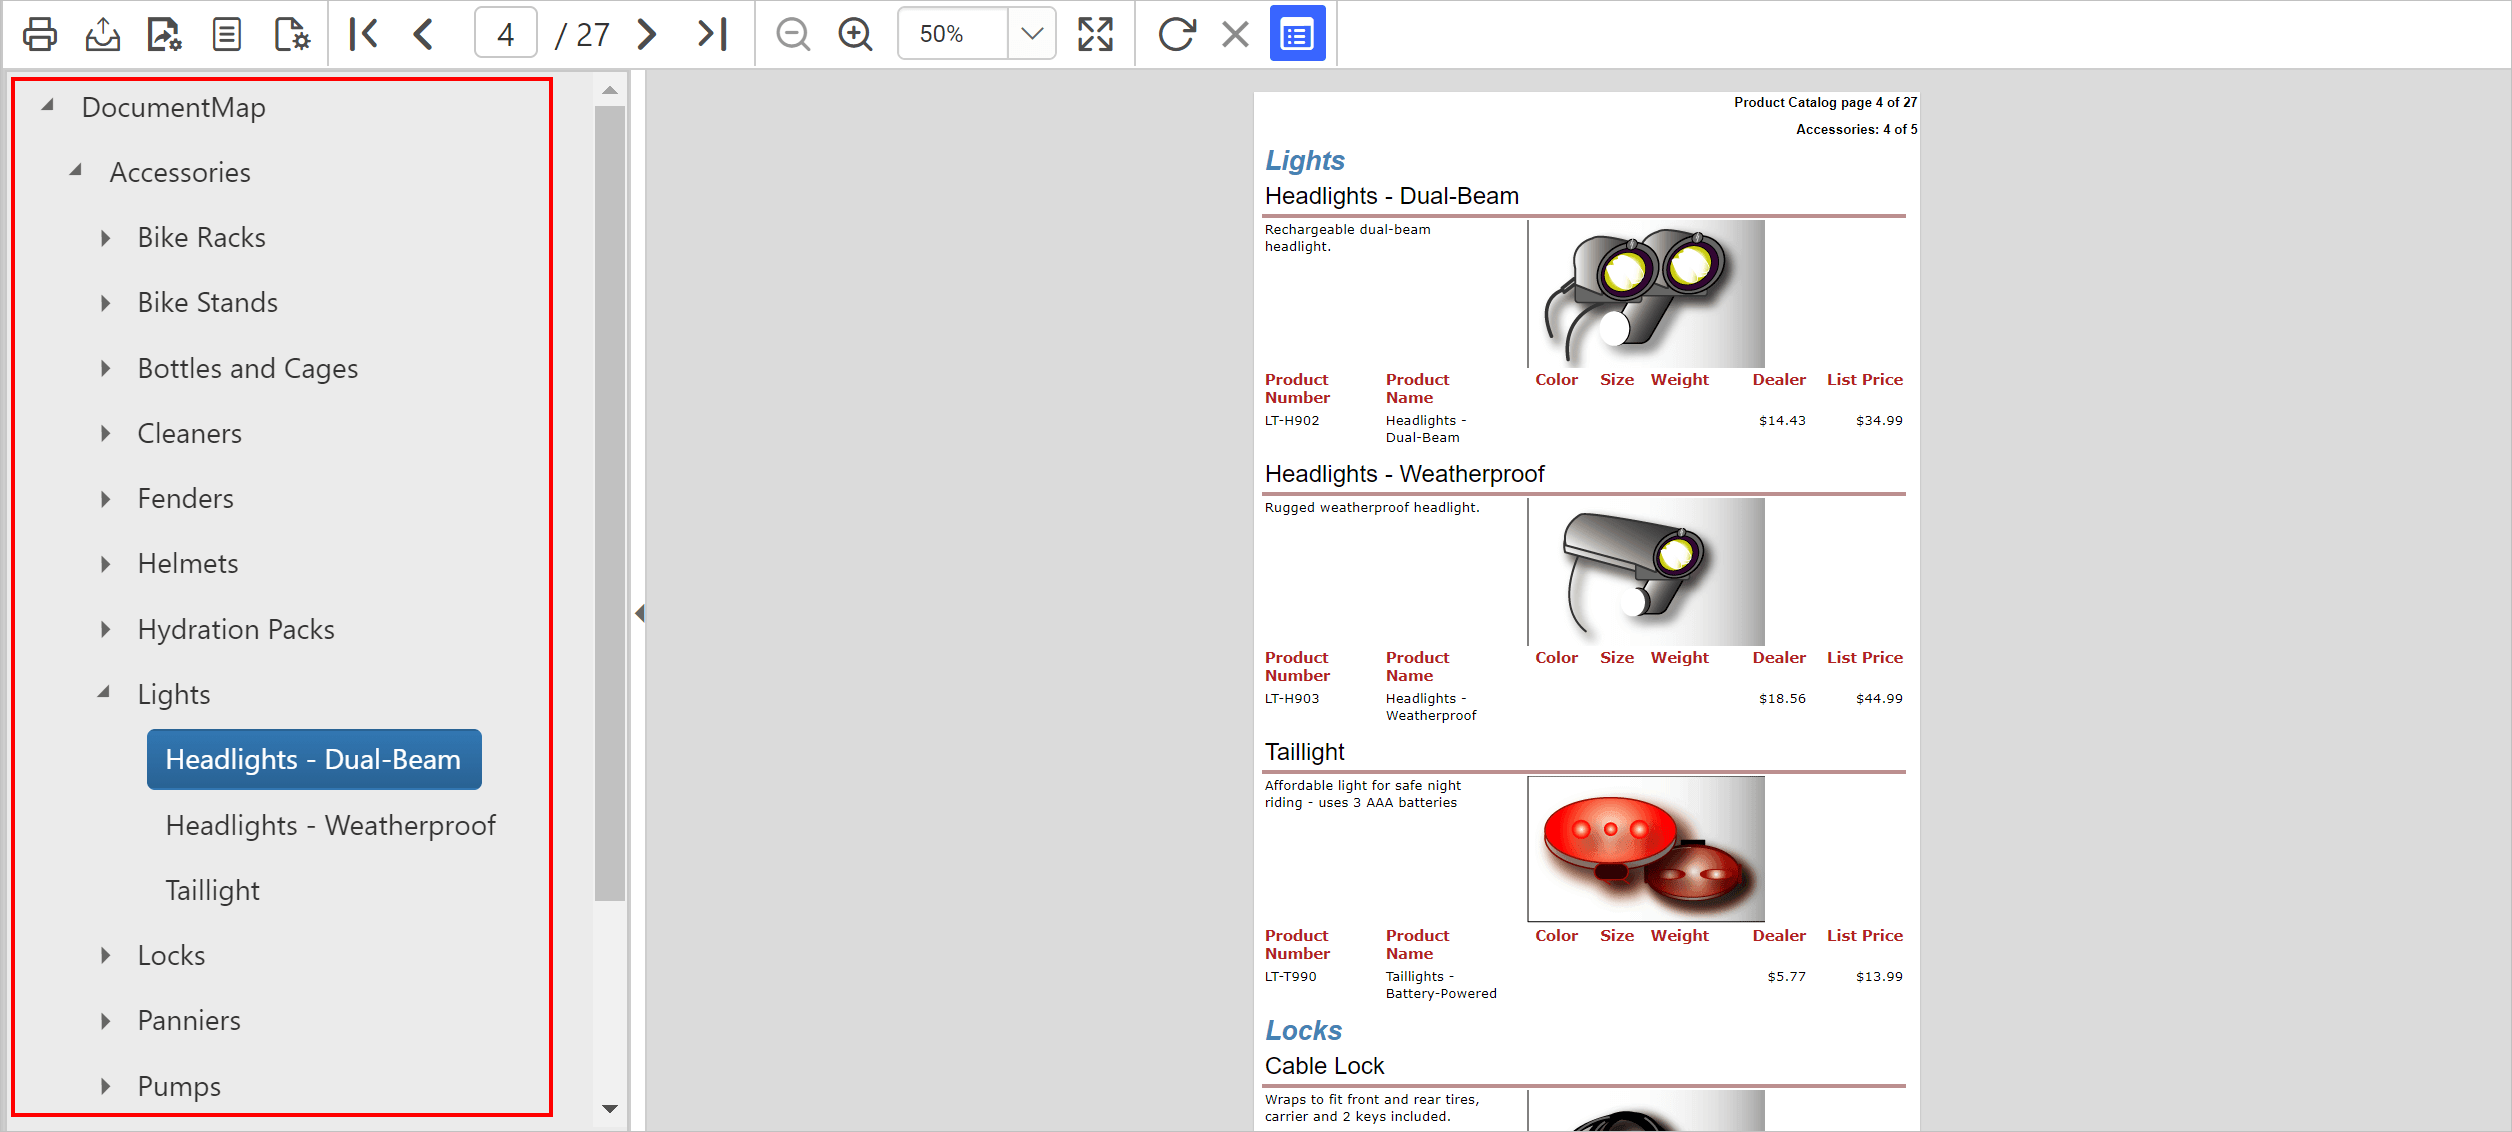 4 / 27 50%
DocumentMap
Accessories
Bike Racks
Bike Stands
Bottles and Cages
Cleaners
Fenders
Helmets
Hydration Packs
Lights
Headlights - Dual-Beam
Headlights - Weatherproof
Taillight
Locks
Panniers
Pumps
Product Catalog page 4 of 27
Accessories: 4 of 5
Lights
Headlights - Dual-Beam
Rechargeable dual-beam
headlight.
Product Number Product Name Color Size Weight Dealer List Price
LT-H902 Headlights - Dual-Beam $14.43 $34.99
Headlights - Weatherproof
Rugged weatherproof headlight.
Product Number Product Name Color Size Weight Dealer List Price
LT-H903 Headlights - Weatherproof $18.56 $44.99
Taillight
Affordable light for safe night
riding - uses 3 AAA batteries
Product Number Product Name Color Size Weight Dealer List Price
LT-T990 Taillights - Battery-Powered $5.77 $13.99
Locks
Cable Lock
Wraps to fit front and rear tires,
carrier and 2 keys included.